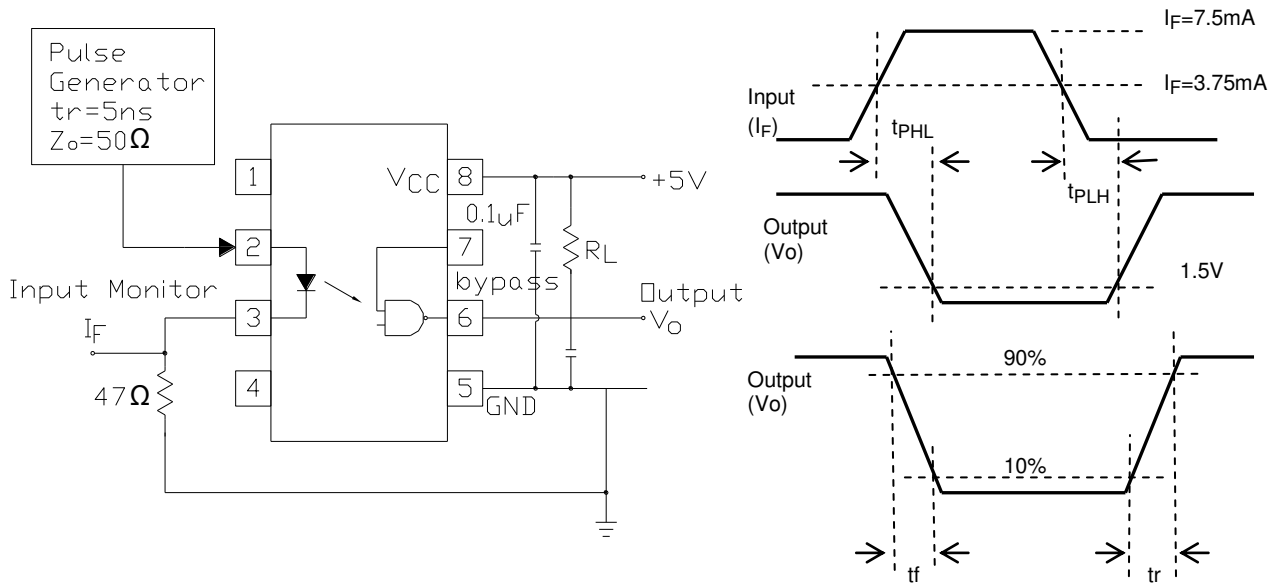 Pulse
Generator
tr=5ns
Zo=50Ω
1
VCC 8
+5V
0.1uF
2
7
RL
bypass
Input Monitor
Output
3
6
Vo
IF
4
5
GND
47Ω
IF=7.5mA
IF=3.75mA
Input
(IF)
tPHL
tPLH
Output
(Vo)
1.5V
90%
Output
(Vo)
10%
tf
tr